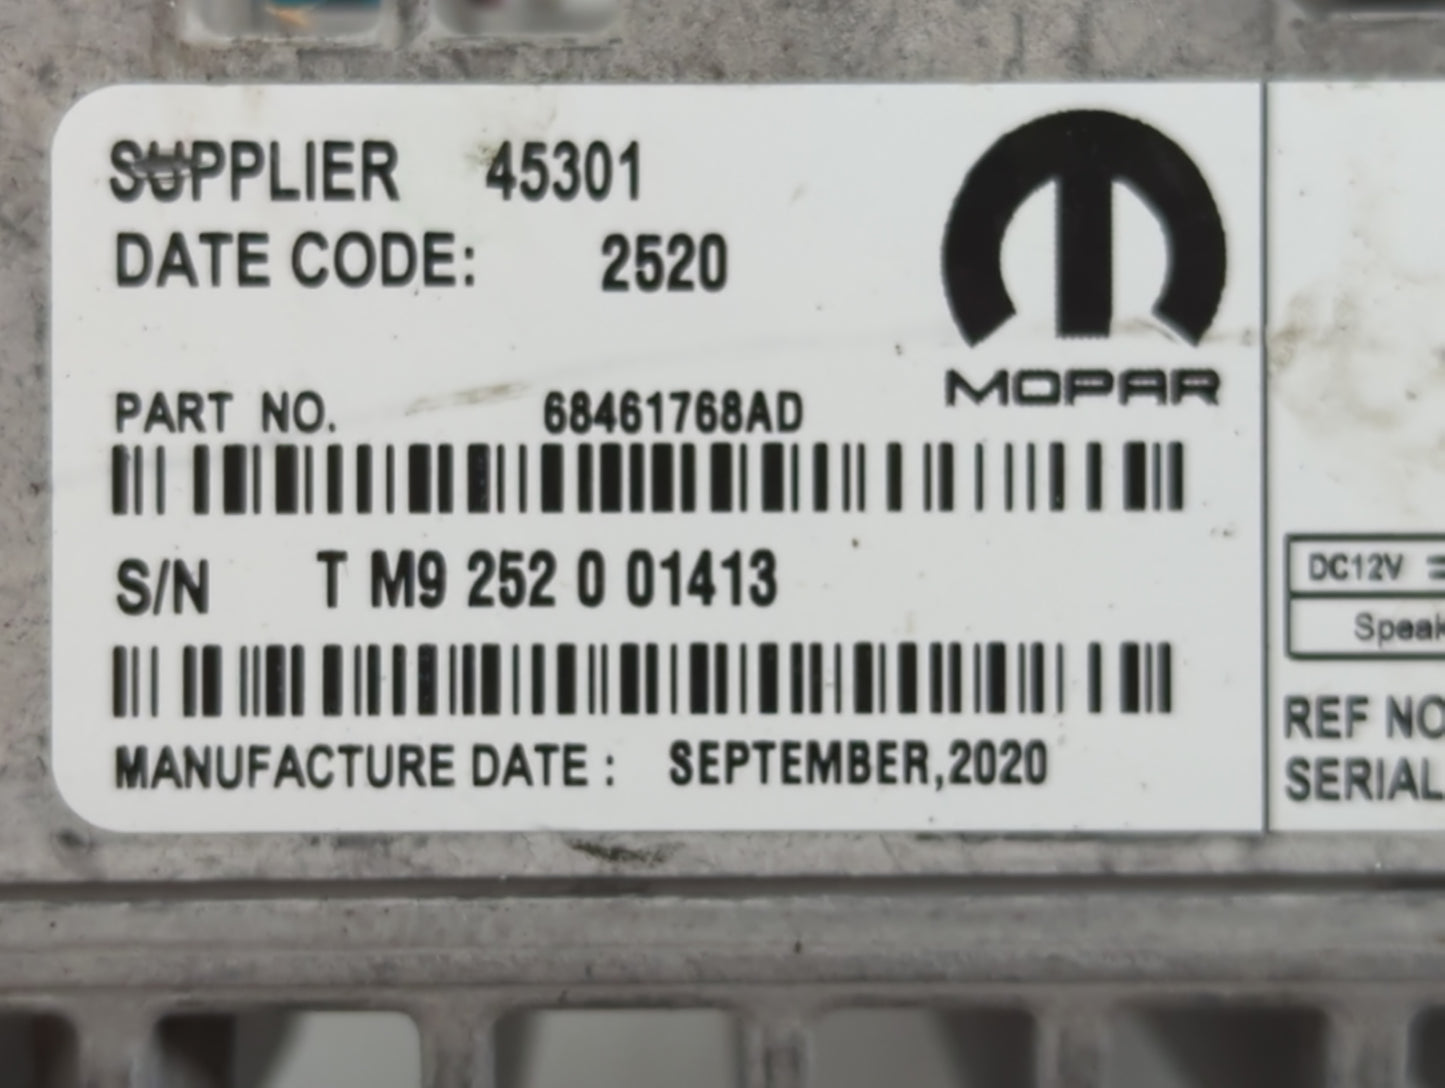 SUPPLIER 45301
DATE CODE: 2520
MOPAR
PART NO. 68461768AD
S/N T M9 252 0 01413
MANUFACTURE DATE : SEPTEMBER,2020
DC12V
REF NO
SERIAL